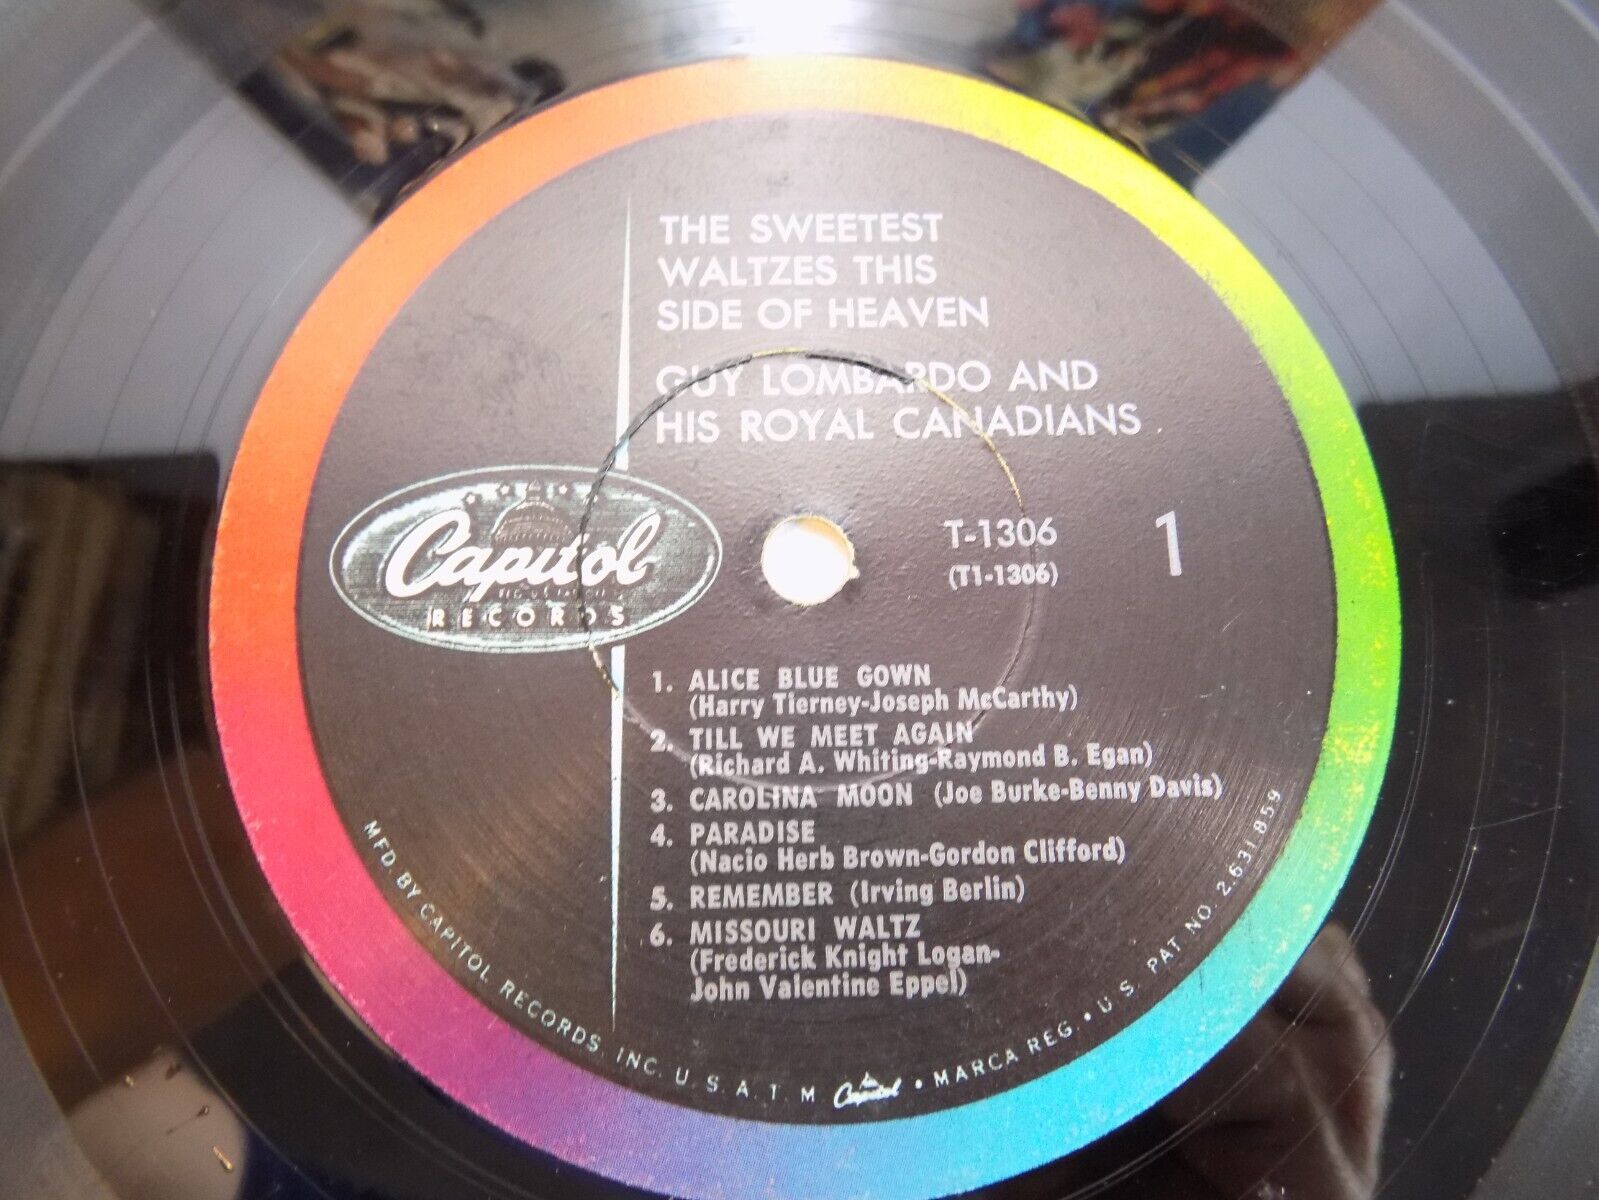 THE SWEETEST
WALTZES THIS
SIDE OF HEAVEN
GUY LOMBARDO AND
HIS ROYAL CANADIANS
Capitol
RECORDS
T-1306
(T1-1306)
1
1. ALICE BLUE GOWN
(Harry Tierney-Joseph McCarthy)
2. TILL WE MEET AGAIN
(Richard A. Whiting-Raymond B. Egan)
3. CAROLINA MOON (Joe Burke-Benny Davis)
4. PARADISE
(Nacio Herb Brown-Gordon Clifford)
5. REMEMBER (Irving Berlin)
6. MISSOURI WALTZ
(Frederick Knight Logan-
John Valentine Eppel)
MFD. BY CAPITOL RECORDS, INC. U.S.A. T.M. Capitol • MARCA REG. • U.S. PAT. NO. 2,631,859